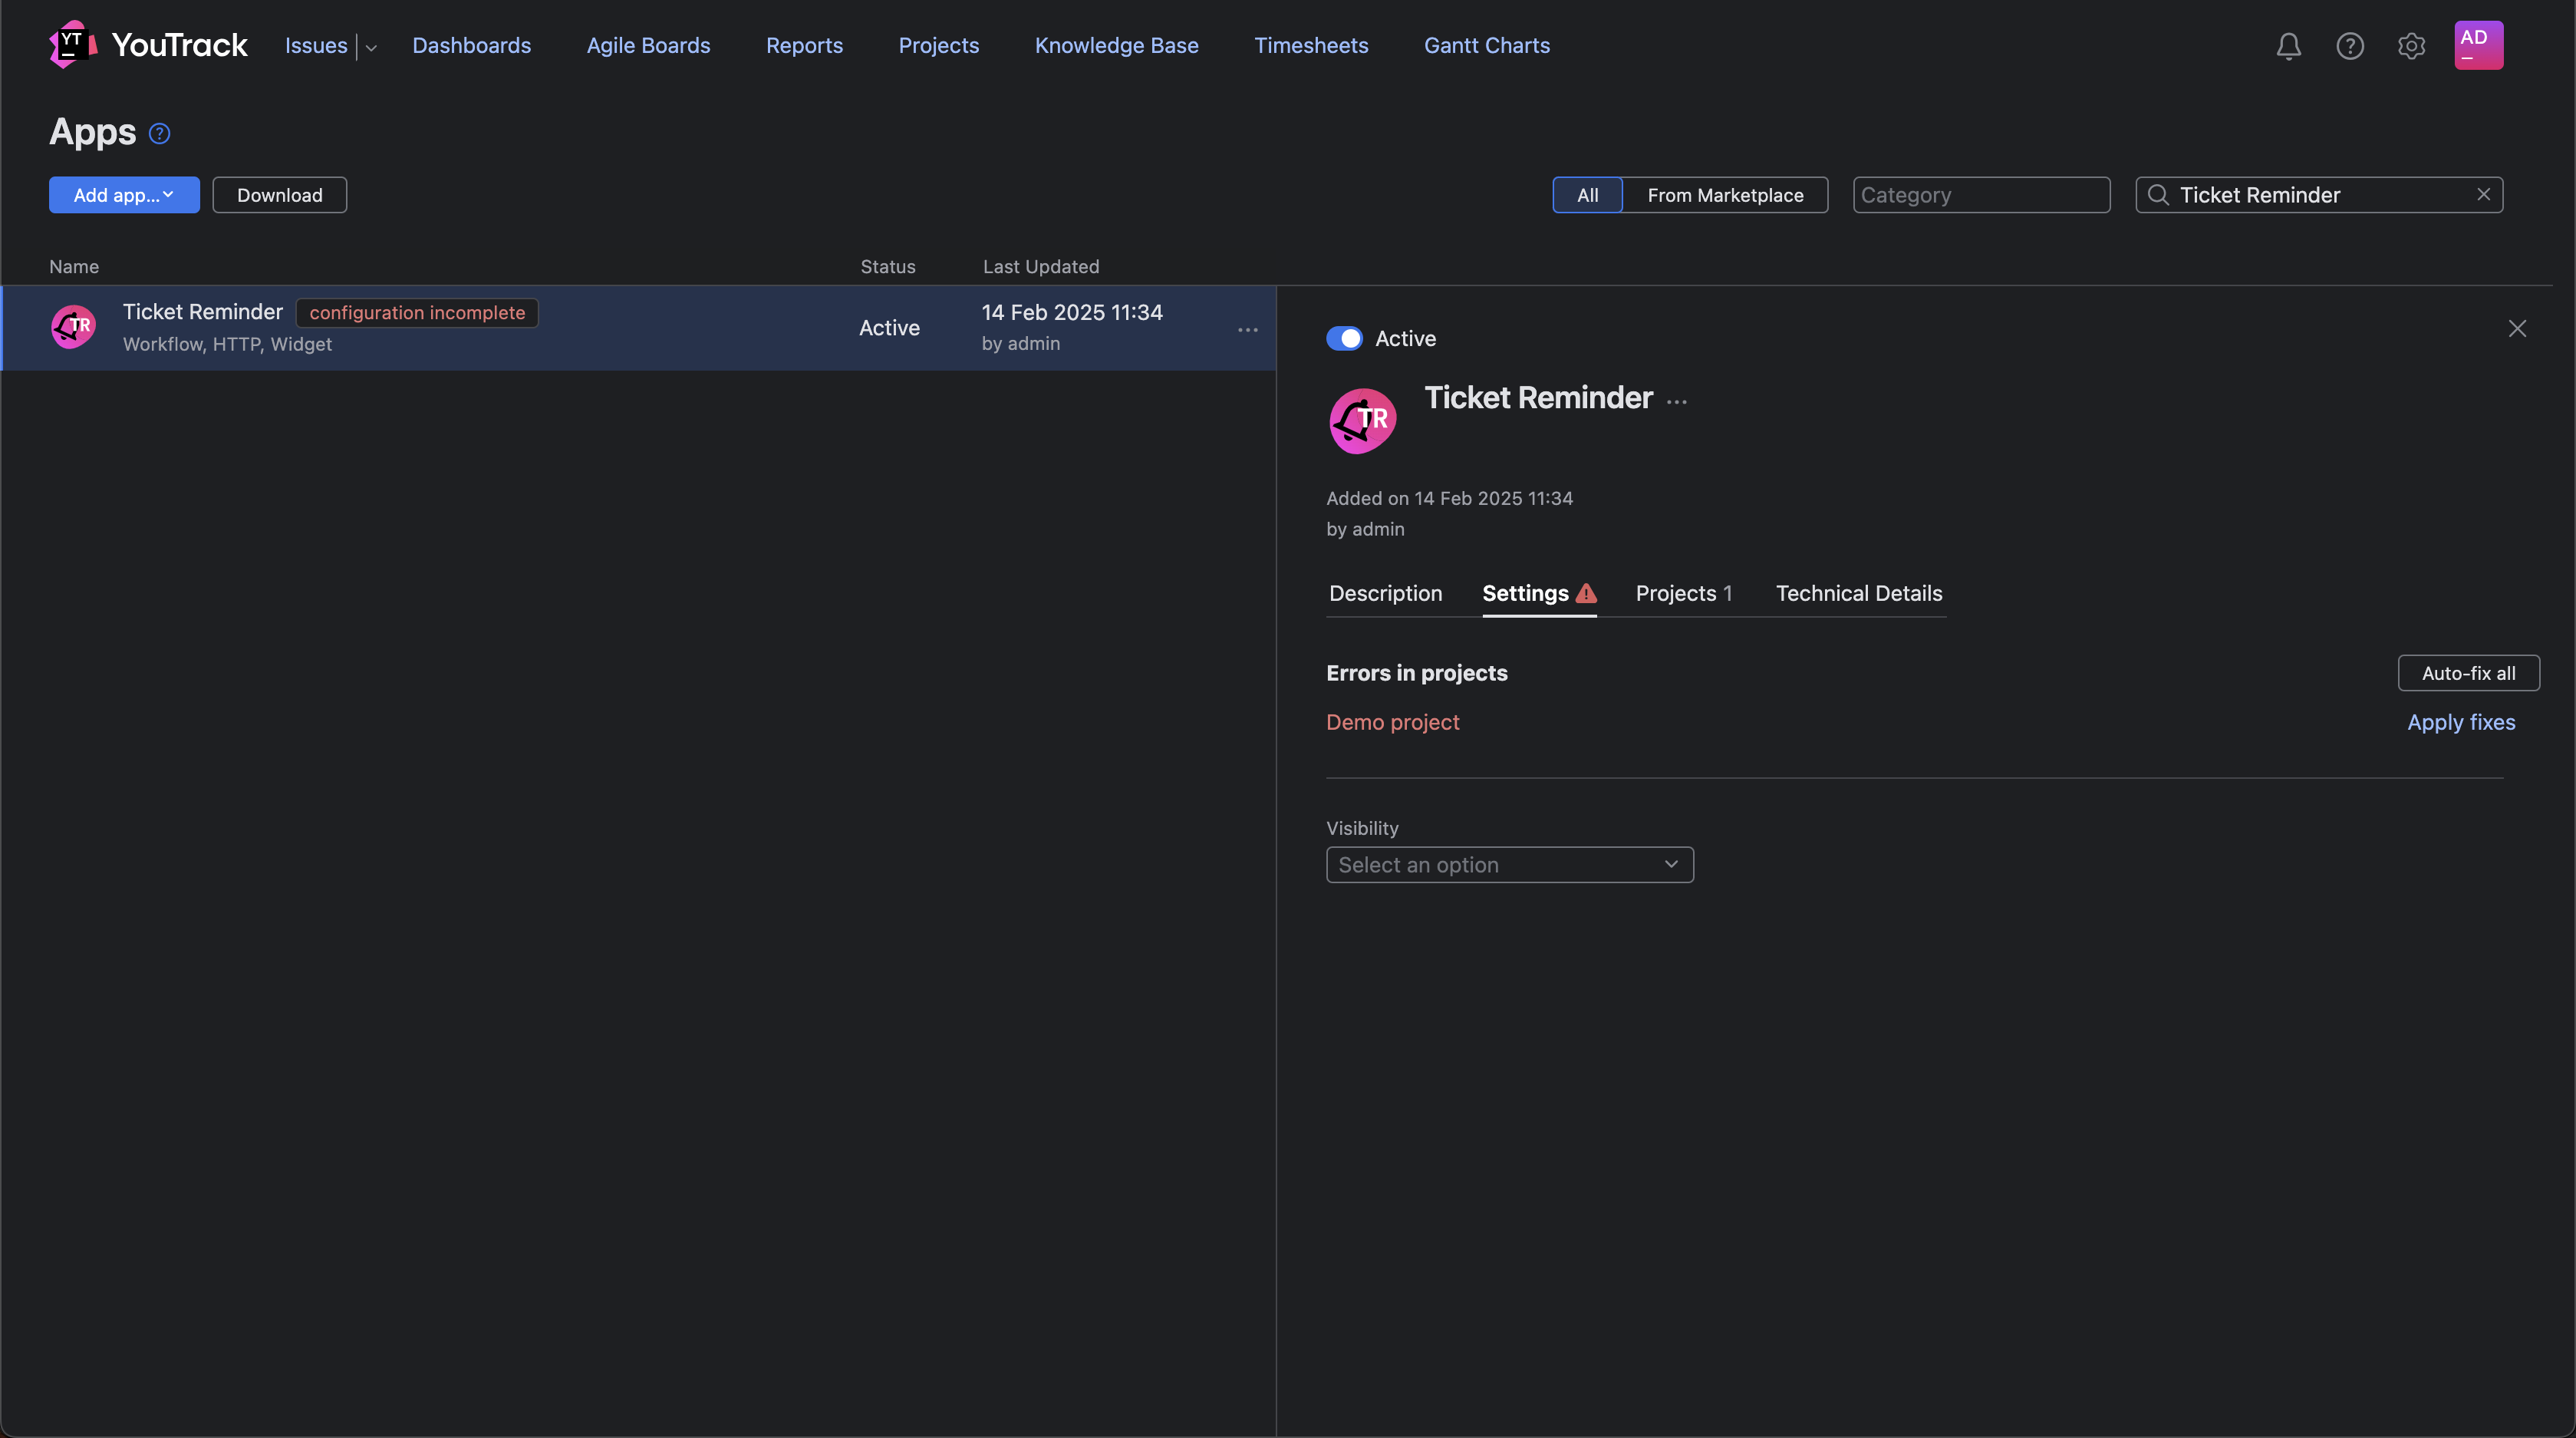 YT
YouTrack
Issues
Dashboards
Agile Boards
Reports
Projects
Knowledge Base
Timesheets
Gantt Charts
AD
Apps
Add app...
Download
All
From Marketplace
Category
Ticket Reminder
Name
Status
Last Updated
TR
Ticket Reminder
configuration incomplete
Workflow, HTTP, Widget
Active
14 Feb 2025 11:34
by admin
Active
TR
Ticket Reminder
Added on 14 Feb 2025 11:34
by admin
Description
Settings
Projects 1
Technical Details
Errors in projects
Auto-fix all
Demo project
Apply fixes
Visibility
Select an option